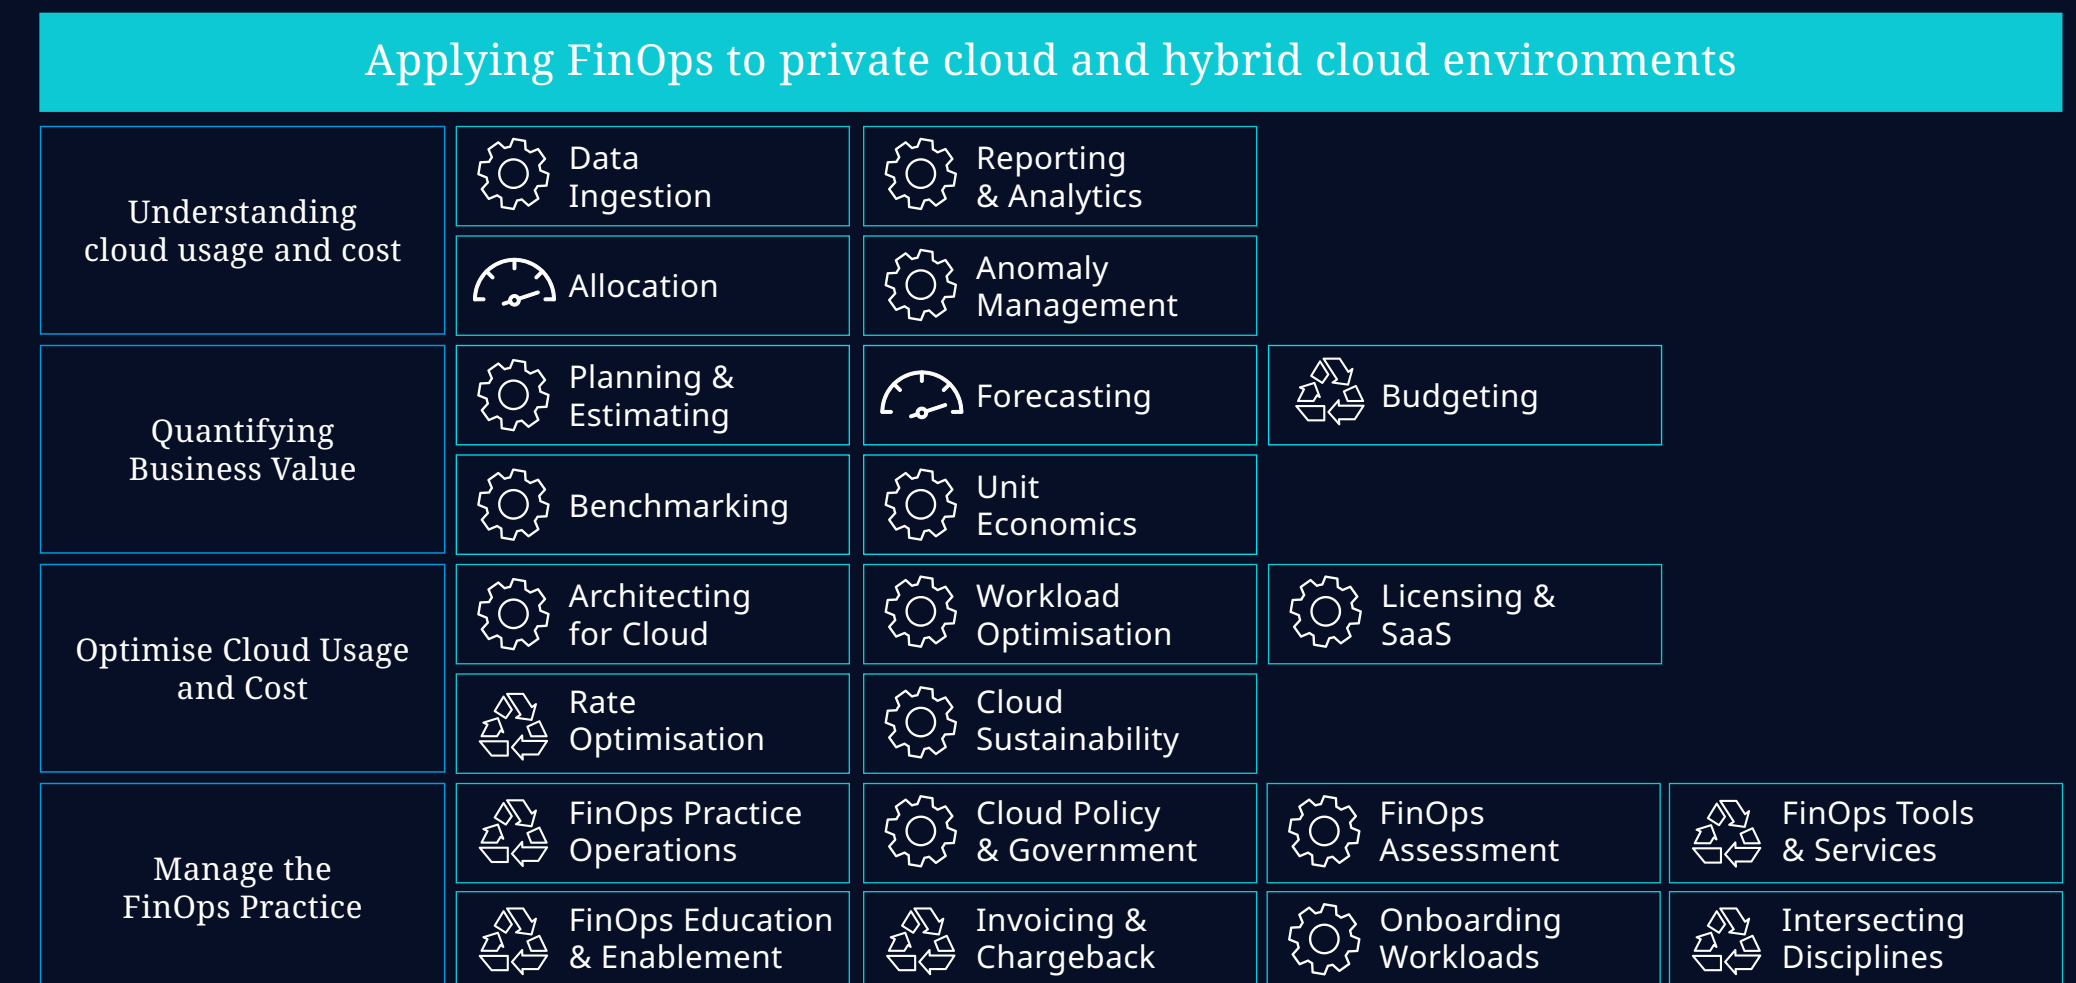 Applying FinOps to private cloud and hybrid cloud environments
Understanding
cloud usage and cost
Data
Ingestion
Reporting
& Analytics
Allocation
Anomaly
Management
Quantifying
Business Value
Planning &
Estimating
Forecasting
Budgeting
Benchmarking
Unit
Economics
Optimise Cloud Usage
and Cost
Architecting
for Cloud
Workload
Optimisation
Licensing &
SaaS
Rate
Optimisation
Cloud
Sustainability
Manage the
FinOps Practice
FinOps Practice
Operations
Cloud Policy
& Government
FinOps
Assessment
FinOps Tools
& Services
FinOps Education
& Enablement
Invoicing &
Chargeback
Onboarding
Workloads
Intersecting
Disciplines